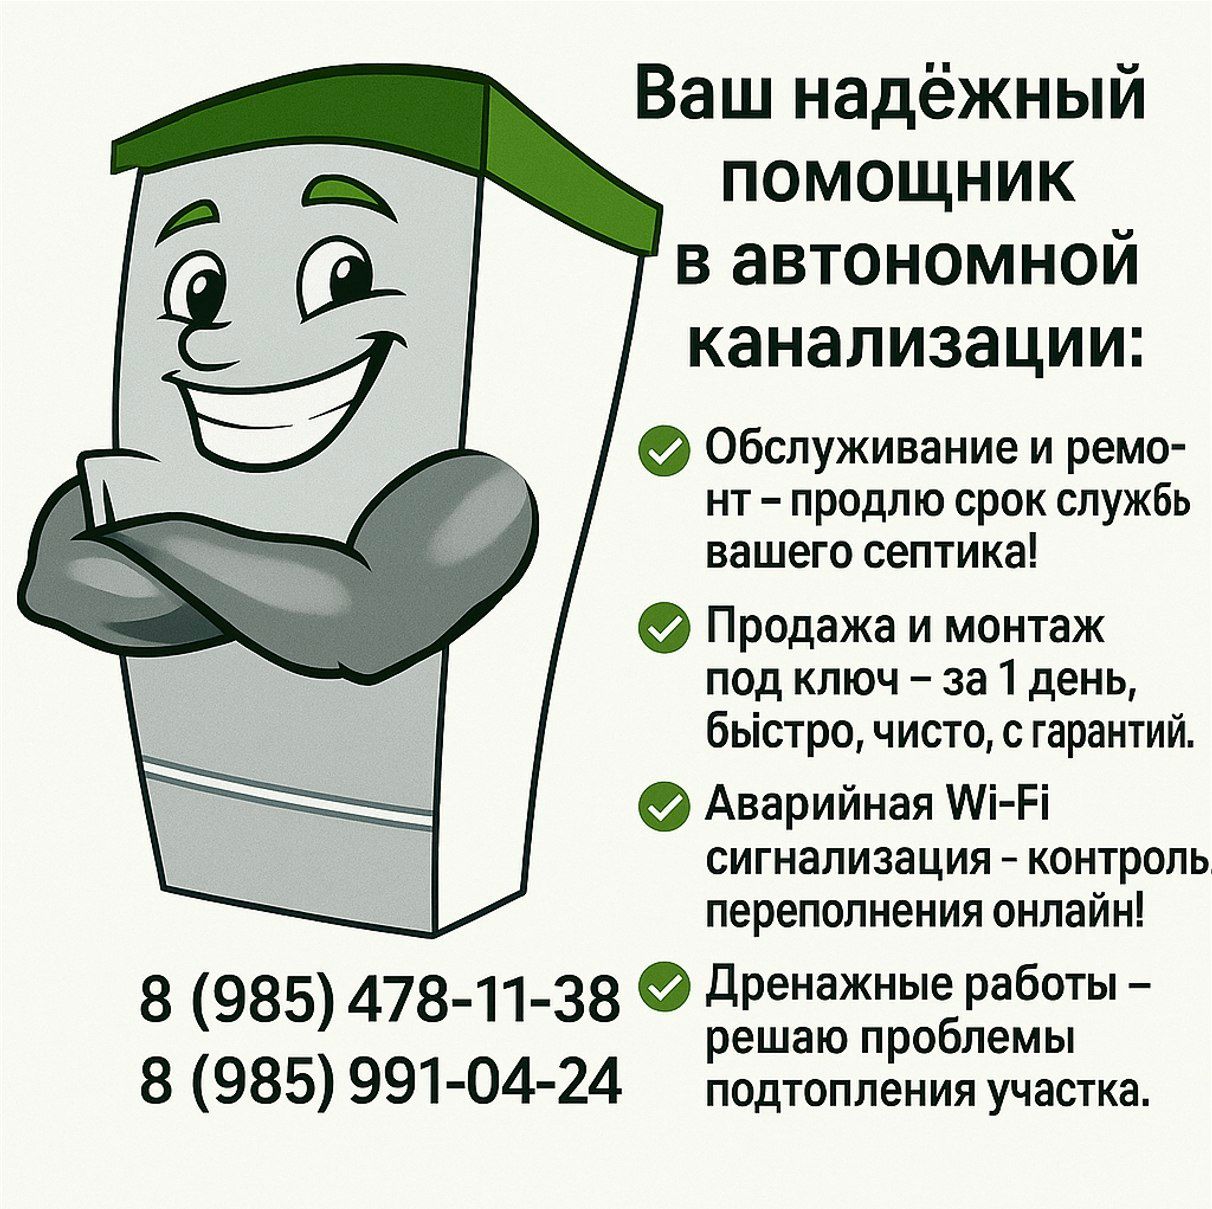 Ваш надёжный
помощник
в автономной
канализации:
Обслуживание и ремо-
нт – продлю срок службь
вашего септика!
Продажа и монтаж
под ключ – за 1 день,
быстро, чисто, с гарантий.
Аварийная Wi-Fi
сигнализация - контроль.
переполнения онлайн!
Дренажные работы –
решаю проблемы
подтопления участка.
8 (985) 478-11-38
8 (985) 991-04-24